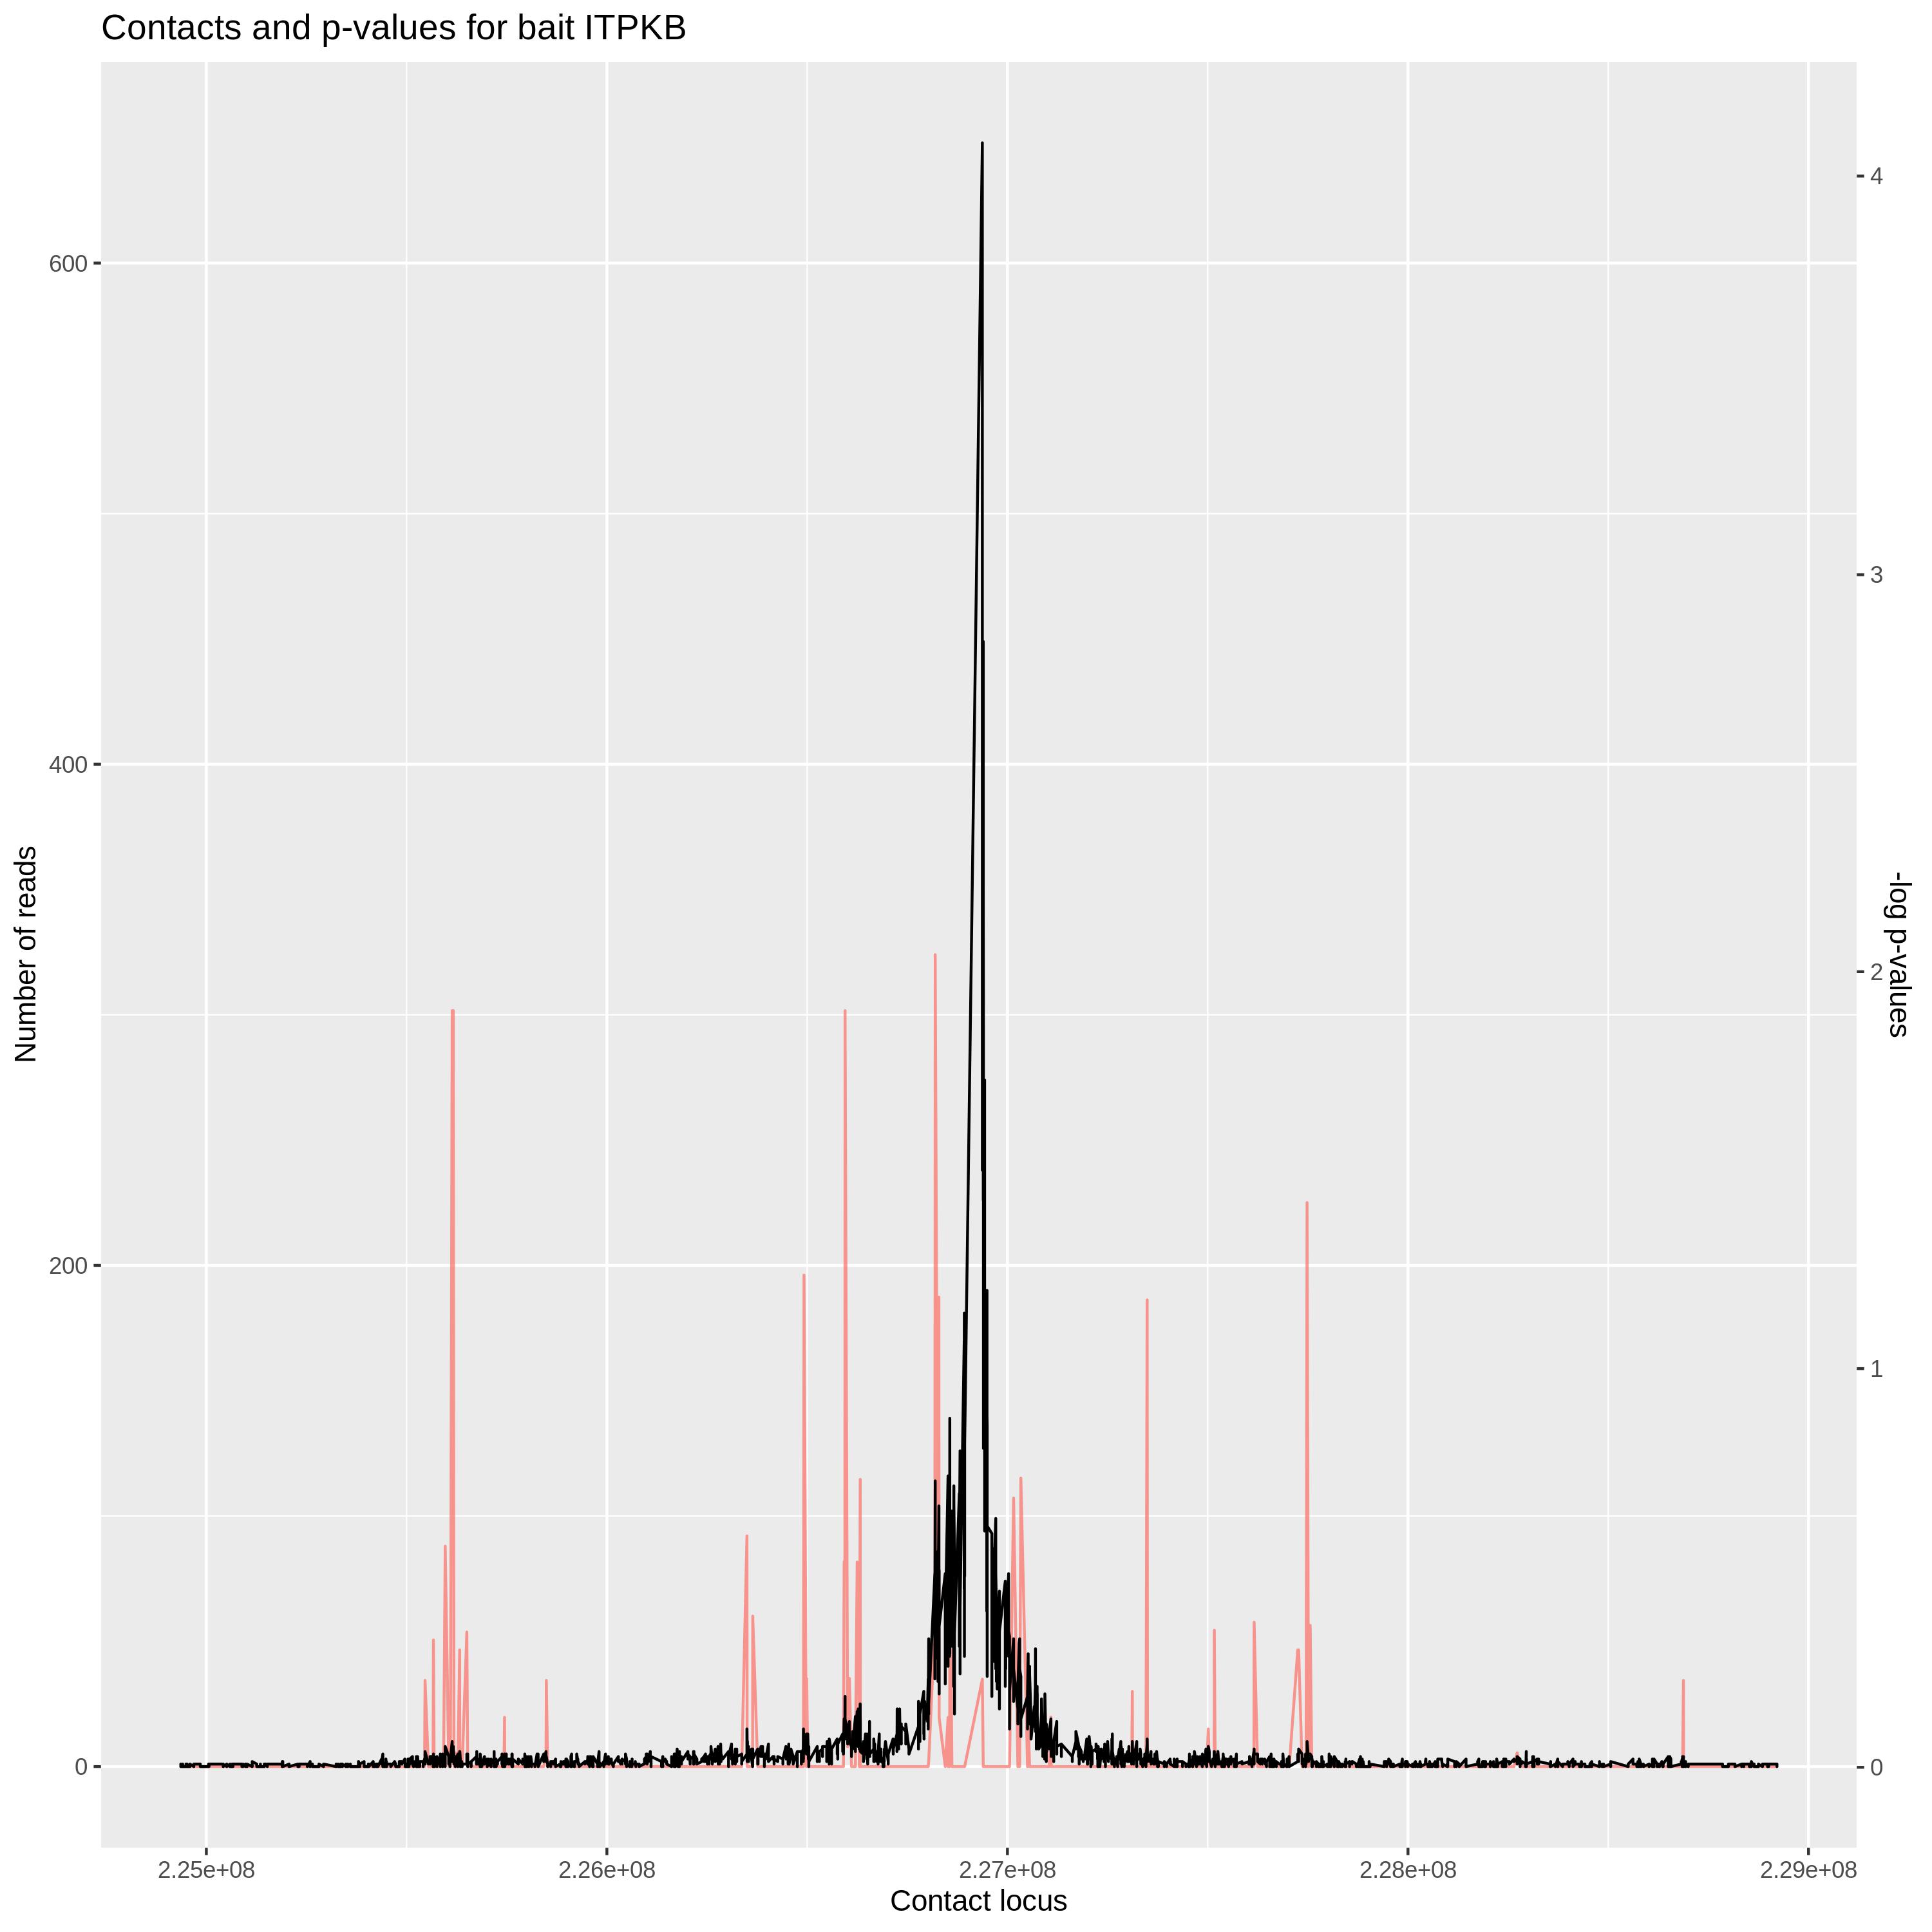 Contacts and p-values for bait ITPKB
Number of reads
600
400
200
0
4
3
2
1
0
-log p-values
2.25e+08
2.26e+08
2.27e+08
2.28e+08
2.29e+08
Contact locus